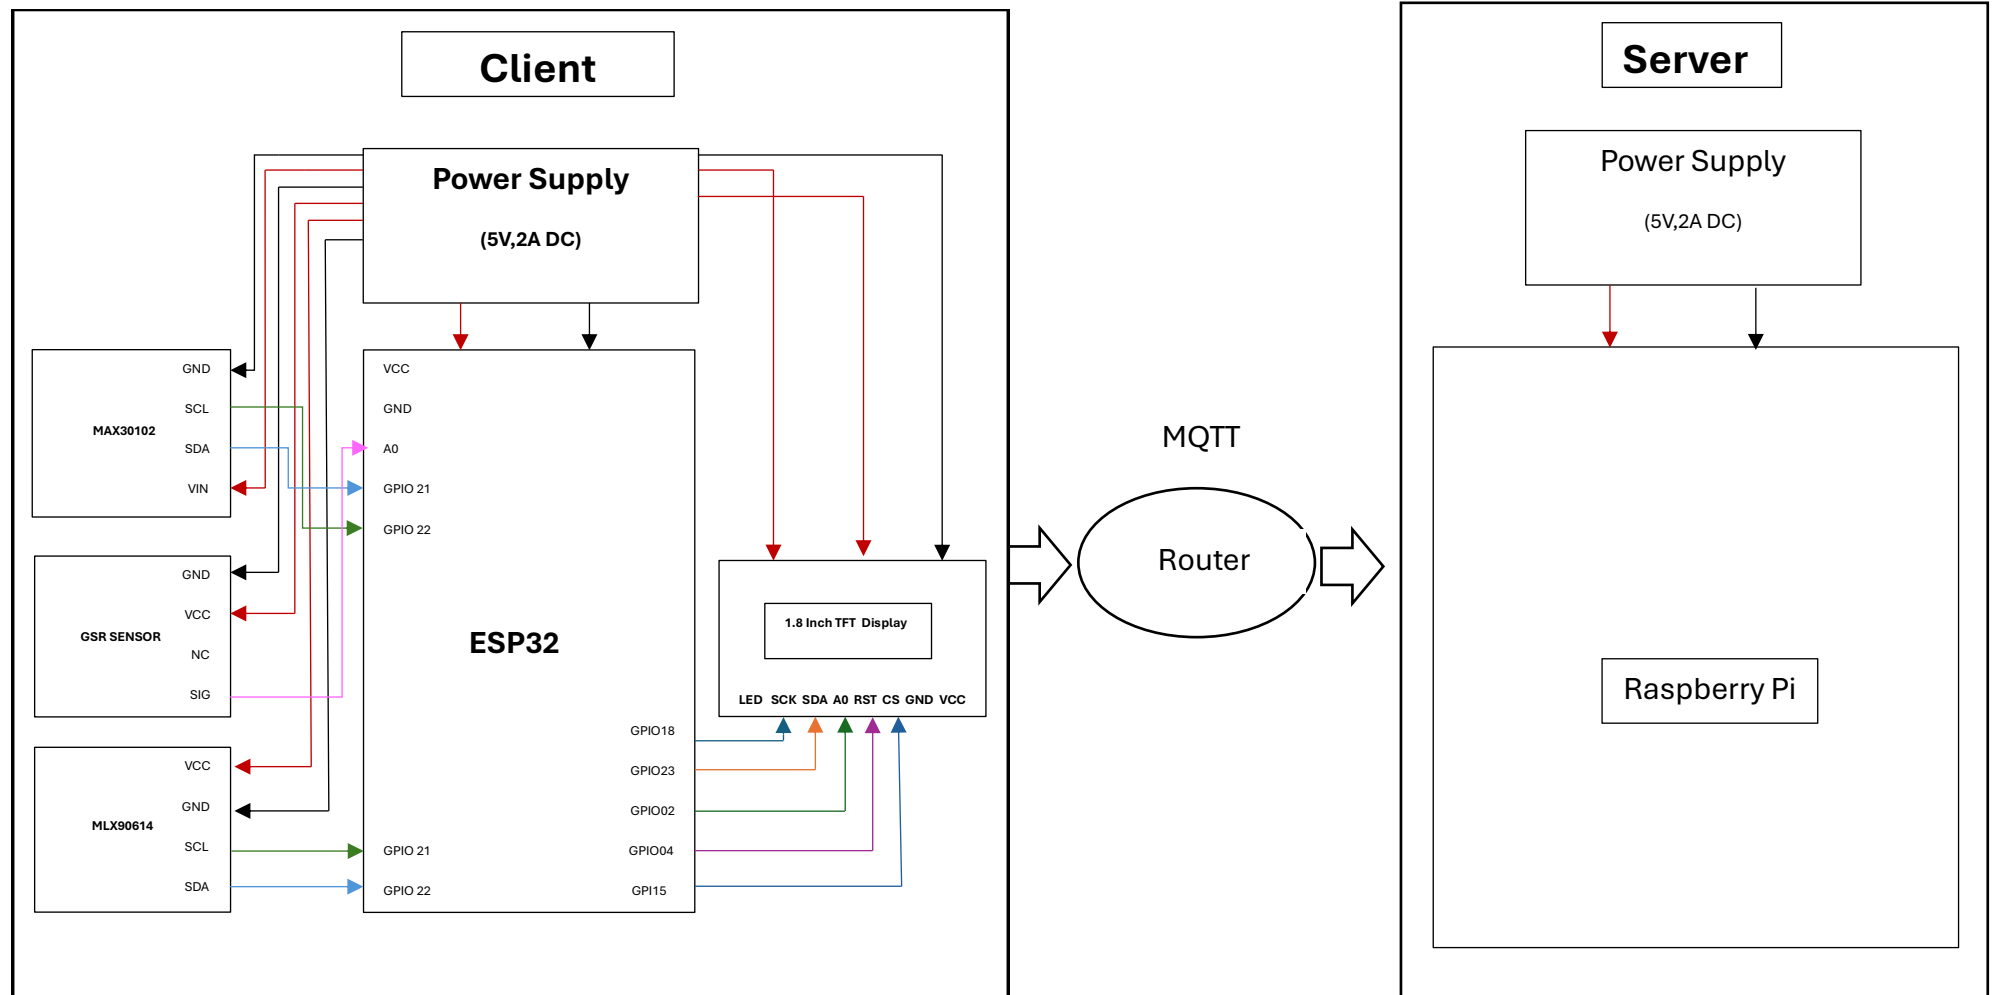 Client
Power Supply
(5V,2A DC)
MAX30102
GND
SCL
SDA
VIN
GSR SENSOR
GND
VCC
NC
SIG
MLX90614
VCC
GND
SCL
SDA
ESP32
VCC
GND
A0
GPIO 21
GPIO 22
GPIO 21
GPIO 22
GPIO18
GPIO23
GPIO02
GPIO04
GPI15
1.8 Inch TFT Display
LED SCK SDA A0 RST CS GND VCC
MQTT
Router
Server
Power Supply
(5V,2A DC)
Raspberry Pi